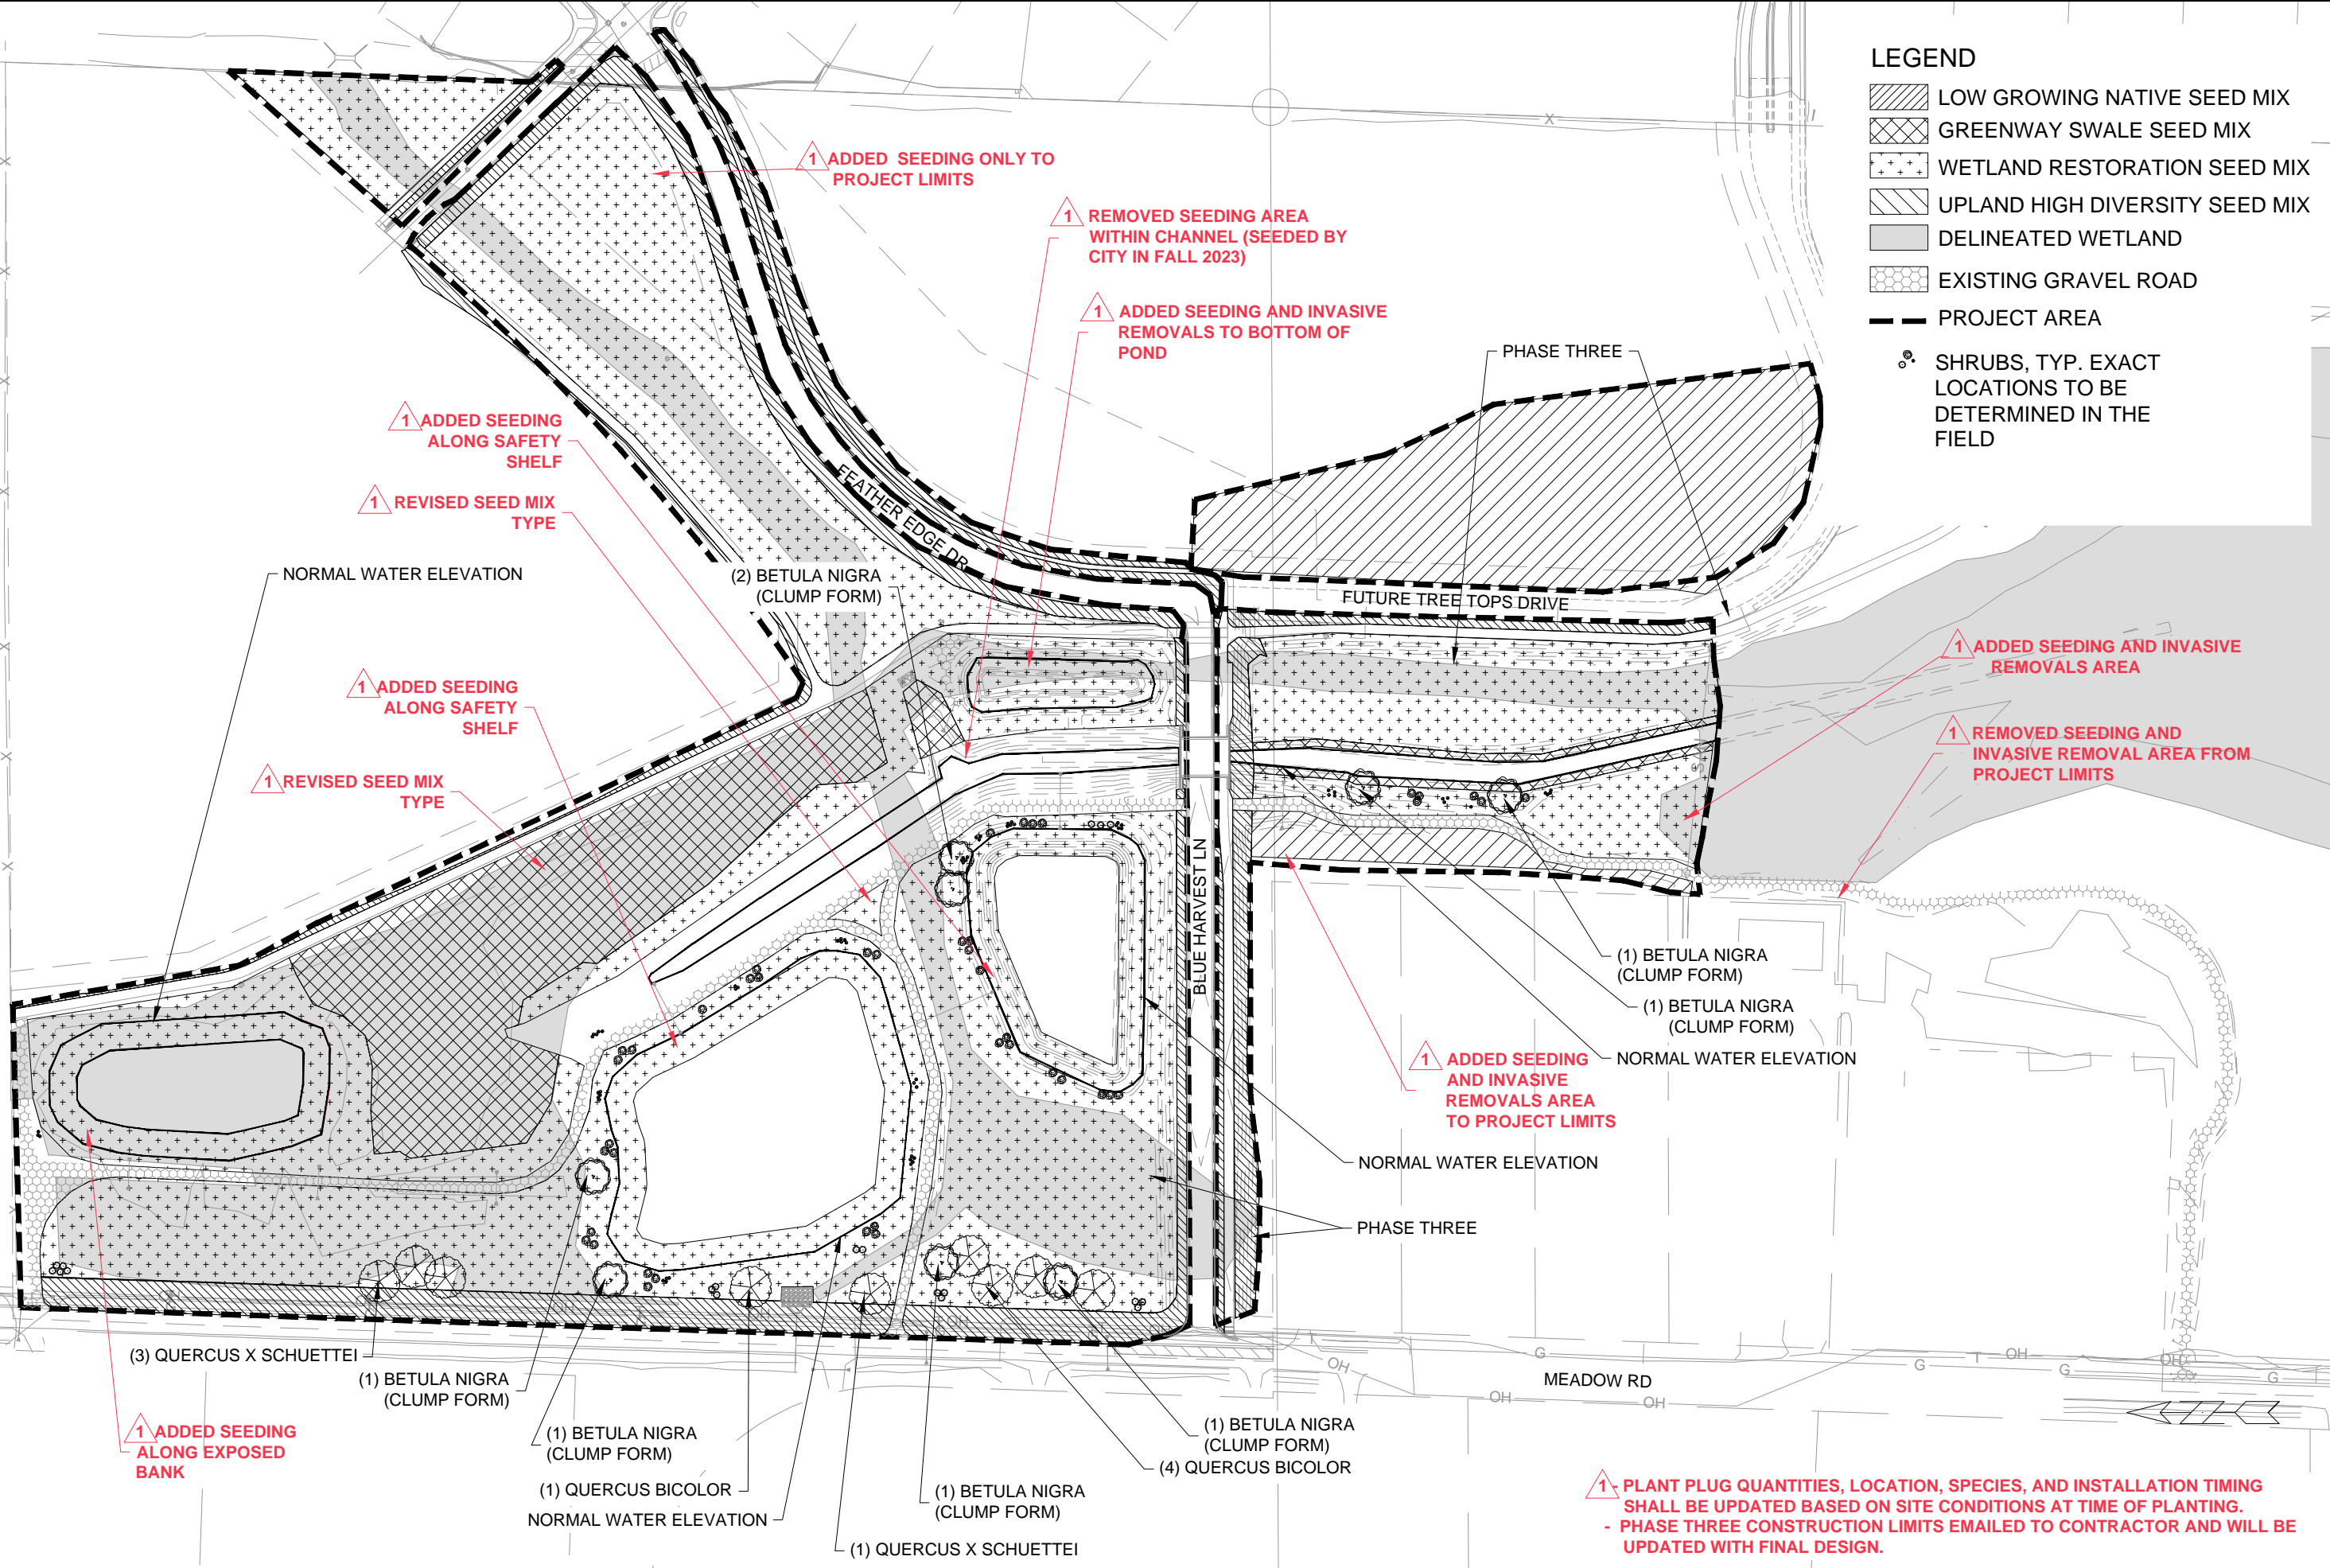 LEGEND
LOW GROWING NATIVE SEED MIX
GREENWAY SWALE SEED MIX
WETLAND RESTORATION SEED MIX
UPLAND HIGH DIVERSITY SEED MIX
DELINEATED WETLAND
EXISTING GRAVEL ROAD
PROJECT AREA
SHRUBS, TYP. EXACT
LOCATIONS TO BE
DETERMINED IN THE
FIELD
1 ADDED SEEDING ONLY TO
PROJECT LIMITS
1 REMOVED SEEDING AREA
WITHIN CHANNEL (SEEDED BY
CITY IN FALL 2023)
1 ADDED SEEDING AND INVASIVE
REMOVALS TO BOTTOM OF
POND
PHASE THREE
1 ADDED SEEDING
ALONG SAFETY
SHELF
1 REVISED SEED MIX
TYPE
FEATHER EDGE DR
NORMAL WATER ELEVATION
(2) BETULA NIGRA
(CLUMP FORM)
FUTURE TREE TOPS DRIVE
1 ADDED SEEDING AND INVASIVE
REMOVALS AREA
1 ADDED SEEDING
ALONG SAFETY
SHELF
1 REMOVED SEEDING AND
INVASIVE REMOVAL AREA FROM
PROJECT LIMITS
1 REVISED SEED MIX
TYPE
BLUE HARVEST LN
(1) BETULA NIGRA
(CLUMP FORM)
(1) BETULA NIGRA
(CLUMP FORM)
NORMAL WATER ELEVATION
1 ADDED SEEDING
AND INVASIVE
REMOVALS AREA
TO PROJECT LIMITS
NORMAL WATER ELEVATION
PHASE THREE
(3) QUERCUS X SCHUETTEI
(1) BETULA NIGRA
(CLUMP FORM)
MEADOW RD
1 ADDED SEEDING
ALONG EXPOSED
BANK
(1) BETULA NIGRA
(CLUMP FORM)
(1) QUERCUS BICOLOR
NORMAL WATER ELEVATION
(1) BETULA NIGRA
(CLUMP FORM)
(1) QUERCUS X SCHUETTEI
(1) BETULA NIGRA
(CLUMP FORM)
(4) QUERCUS BICOLOR
1 - PLANT PLUG QUANTITIES, LOCATION, SPECIES, AND INSTALLATION TIMING
SHALL BE UPDATED BASED ON SITE CONDITIONS AT TIME OF PLANTING.
- PHASE THREE CONSTRUCTION LIMITS EMAILED TO CONTRACTOR AND WILL BE
UPDATED WITH FINAL DESIGN.
X
X
X
X
X
X
X
X
OH
OH
OH
OH
T
G
T
OH
G
G
OH
G
OH
OH